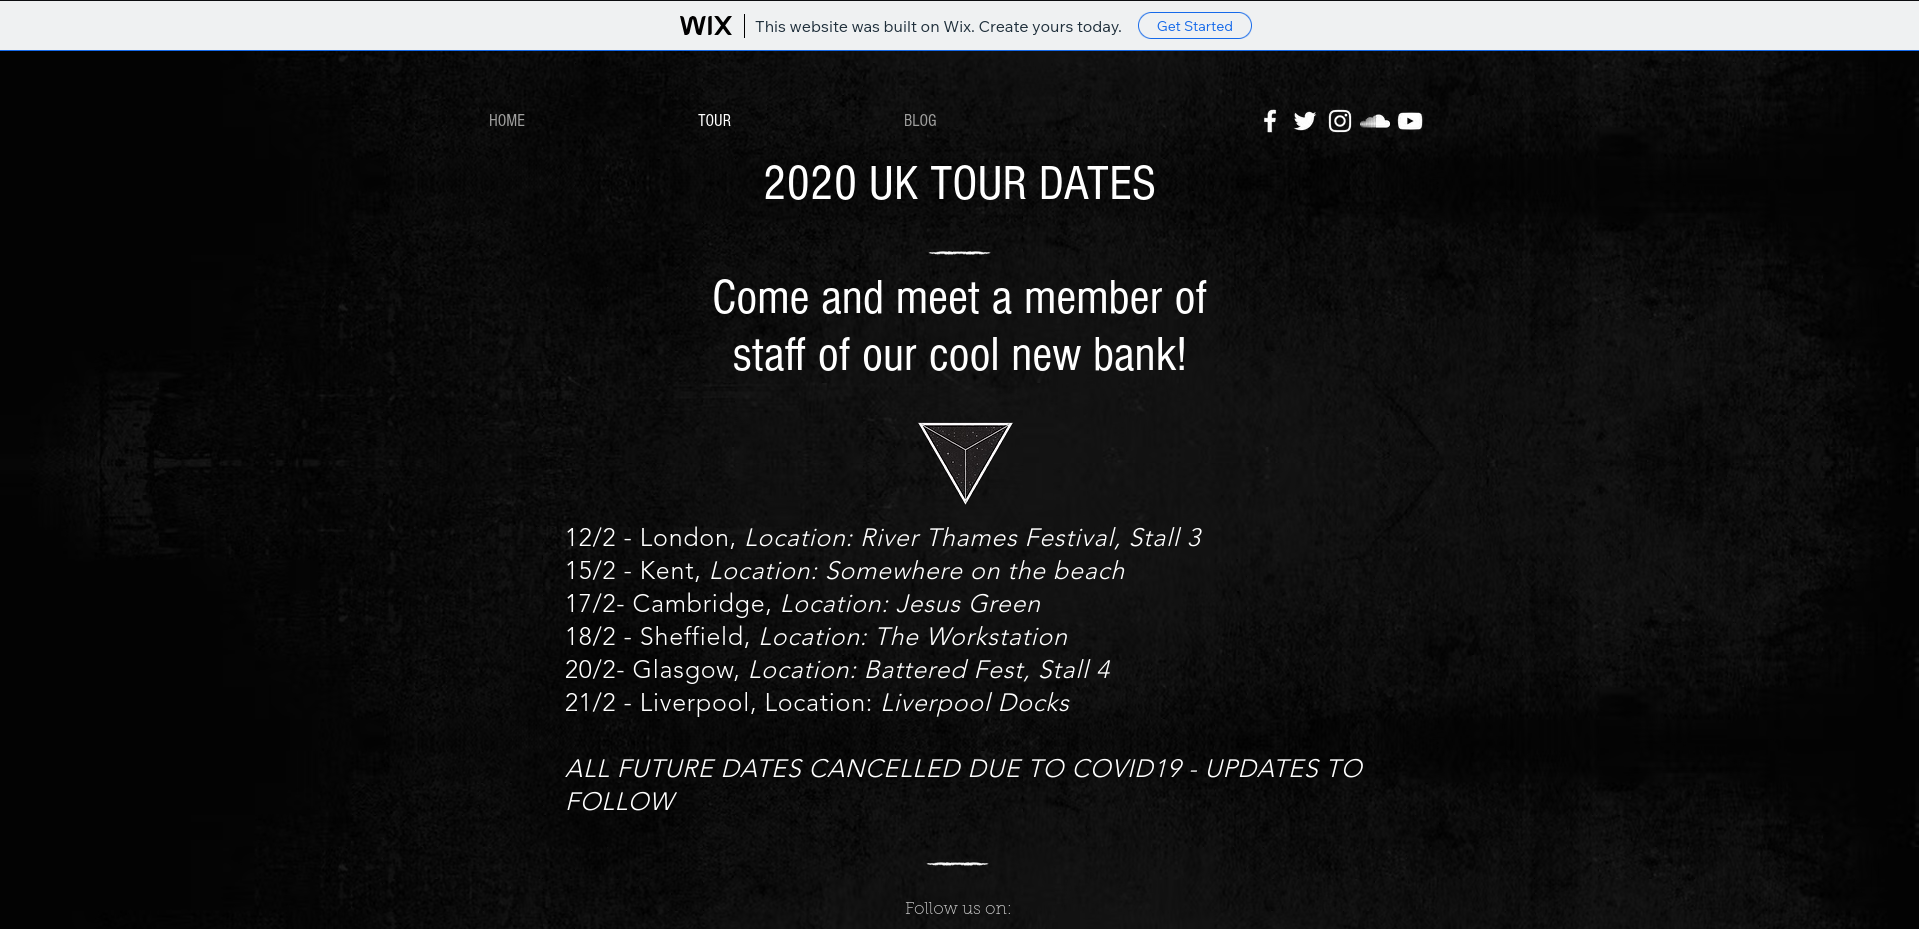 WIX This website was built on Wix. Create yours today. Get Started
HOME TOUR BLOG
2020 UK TOUR DATES
Come and meet a member of
staff of our cool new bank!
12/2 - London, Location: River Thames Festival, Stall 3
15/2 - Kent, Location: Somewhere on the beach
17/2- Cambridge, Location: Jesus Green
18/2 - Sheffield, Location: The Workstation
20/2- Glasgow, Location: Battered Fest, Stall 4
21/2 - Liverpool, Location: Liverpool Docks
ALL FUTURE DATES CANCELLED DUE TO COVID19 - UPDATES TO
FOLLOW
Follow us on: